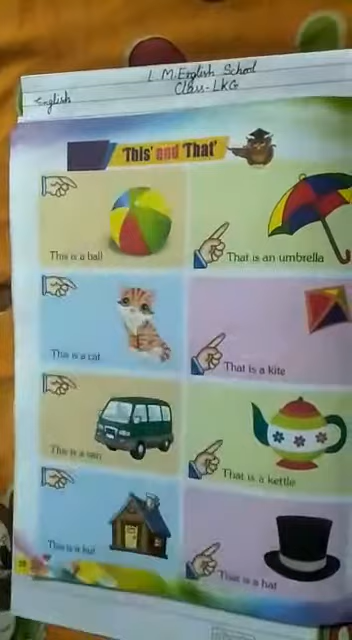 L M English School
Class - LKG
English
'This' and 'That'
This is a ball
That is an umbrella
This is a cat
That is a kite
This is a van
That is a kettle
This is a hut
That is a hat